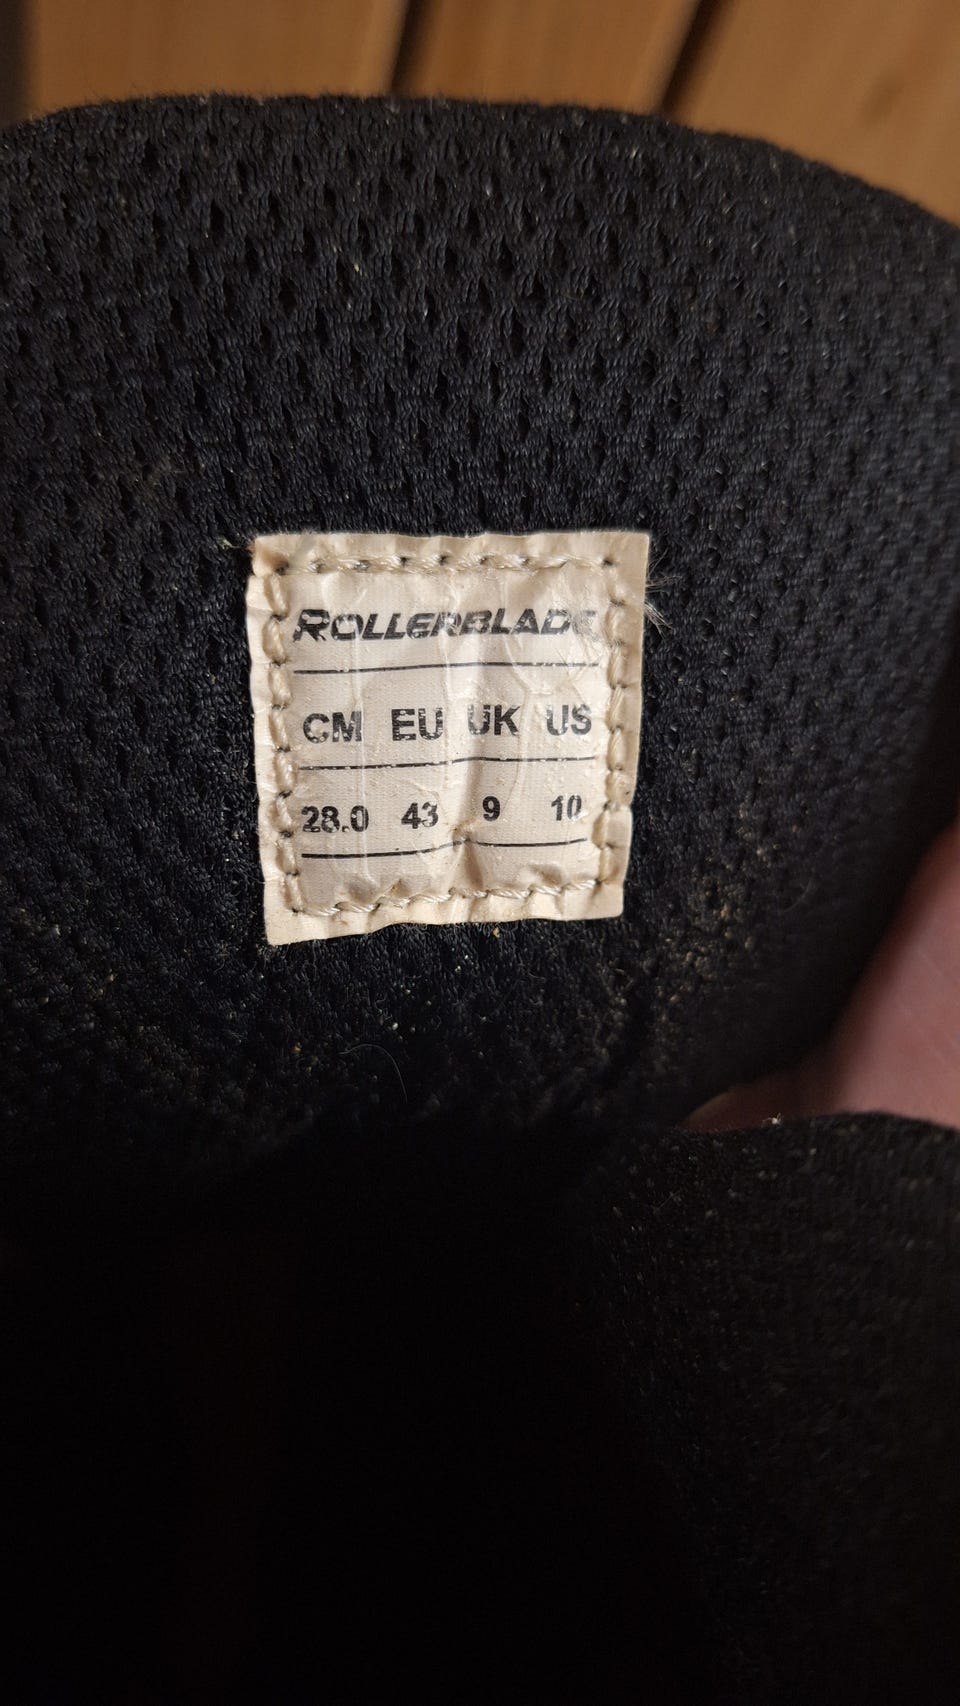 ROLLERBLADE
CM EU UK US
28.0 43 9 10